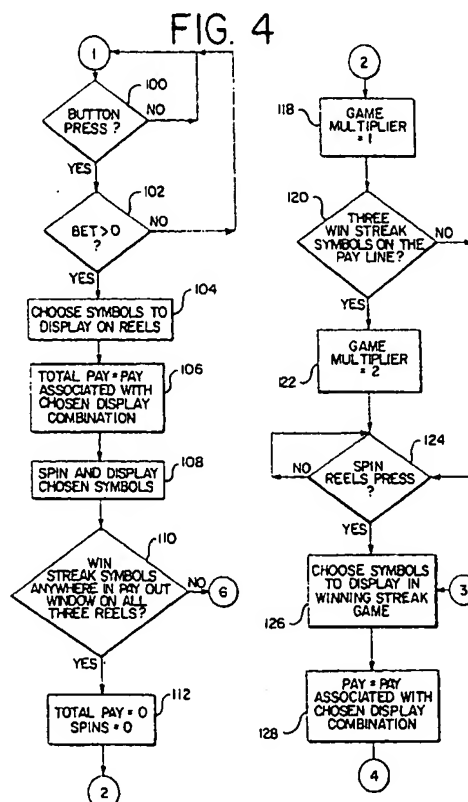 FIG. 4
1
100
BUTTON
PRESS ?
NO
YES
102
BET > 0
?
NO
YES
104
CHOOSE SYMBOLS TO
DISPLAY ON REELS
106
TOTAL PAY = PAY
ASSOCIATED WITH
CHOSEN DISPLAY
COMBINATION
108
SPIN AND DISPLAY
CHOSEN SYMBOLS
110
WIN
STREAK SYMBOLS
ANYWHERE IN PAY OUT
WINDOW ON ALL
THREE REELS?
NO
6
YES
112
TOTAL PAY = 0
SPINS = 0
2
2
118
GAME
MULTIPLIER
= 1
120
THREE
WIN STREAK
SYMBOLS ON THE
PAY LINE?
NO
YES
GAME
MULTIPLIER
= 2
122
124
SPIN
REELS PRESS
?
NO
YES
CHOOSE SYMBOLS
TO DISPLAY IN
WINNING STREAK
GAME
126
3
PAY = PAY
ASSOCIATED WITH
CHOSEN DISPLAY
COMBINATION
128
4